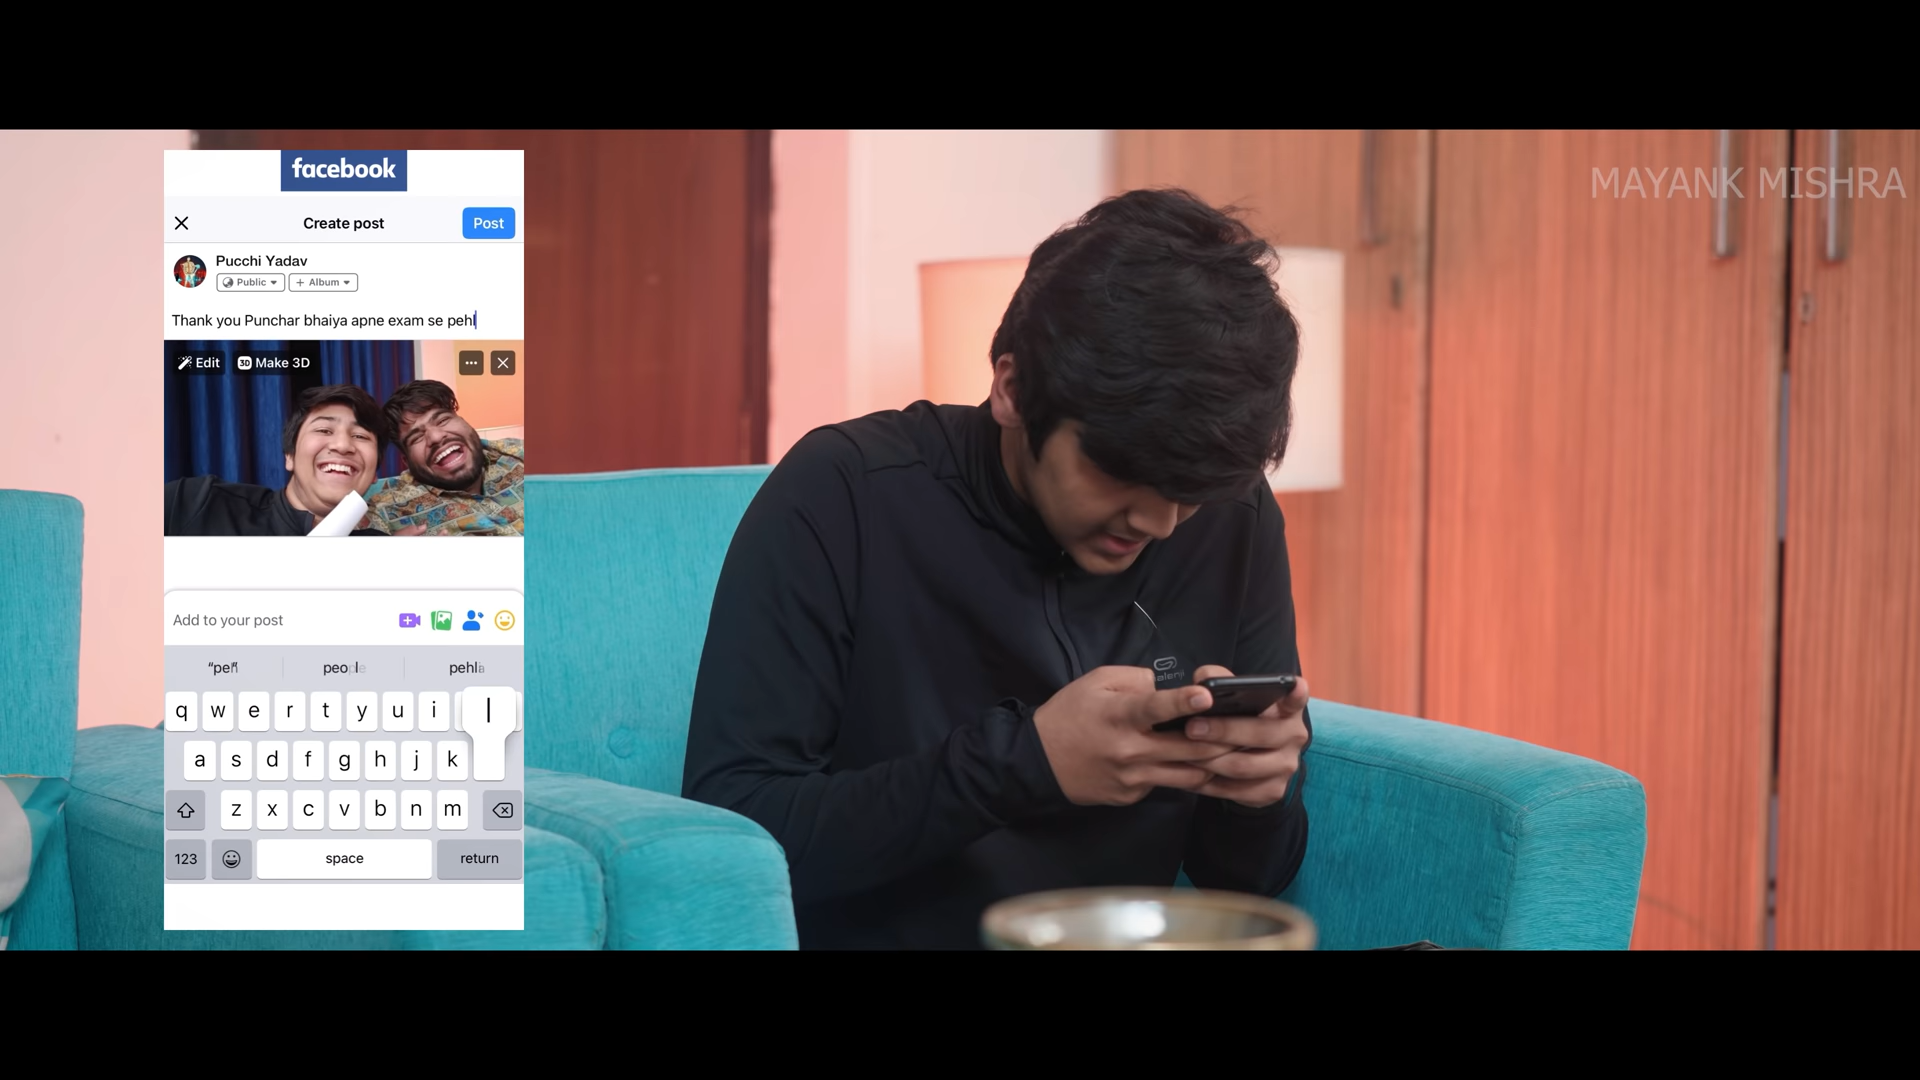 facebook
MAYANK MISHRA
Create post
Post
Pucchi Yadav
Public
+ Album
Thank you Punchar bhaiya apne exam se pehl
Edit
3D Make 3D
Add to your post
people
pehla
q w e r t y u i l
a s d f g h j k
z x c v b n m
123 space return